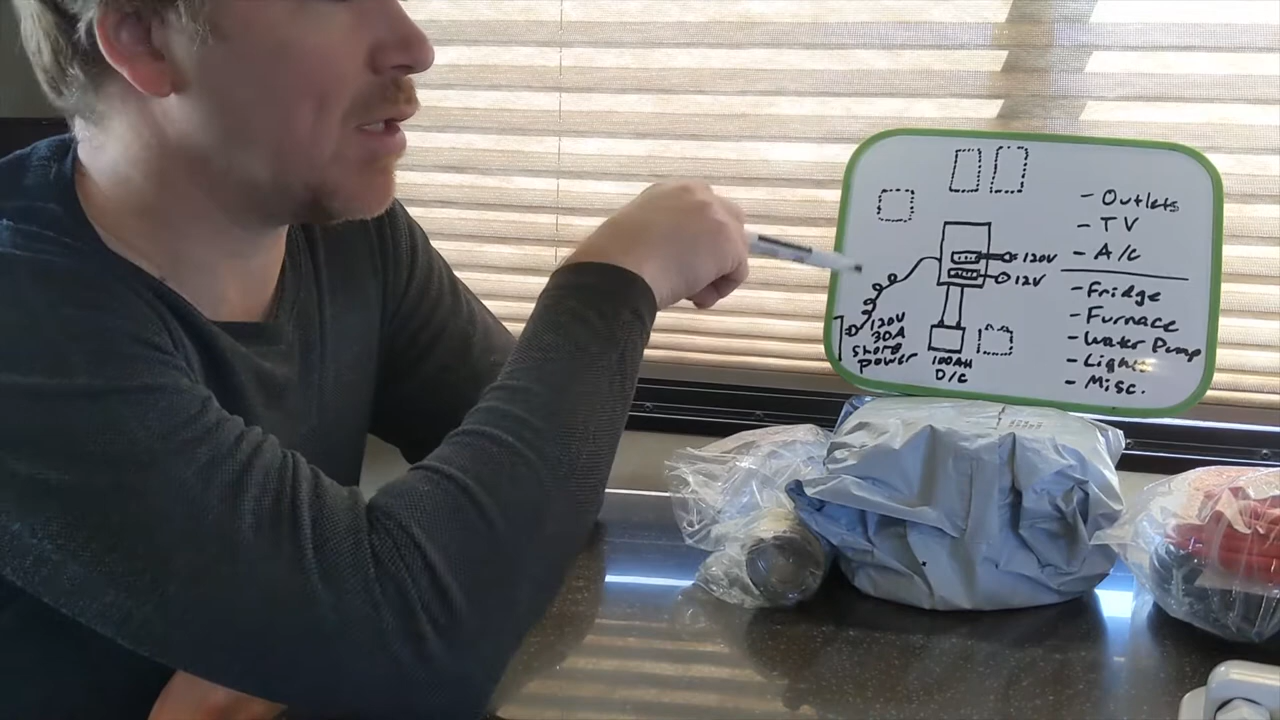 - Outlets
- TV
- A/C
- Fridge
- Furnace
- Water Pump
- Lights
- Misc.
120V
12V
120V
30A
Shore
power
100AH
D/C